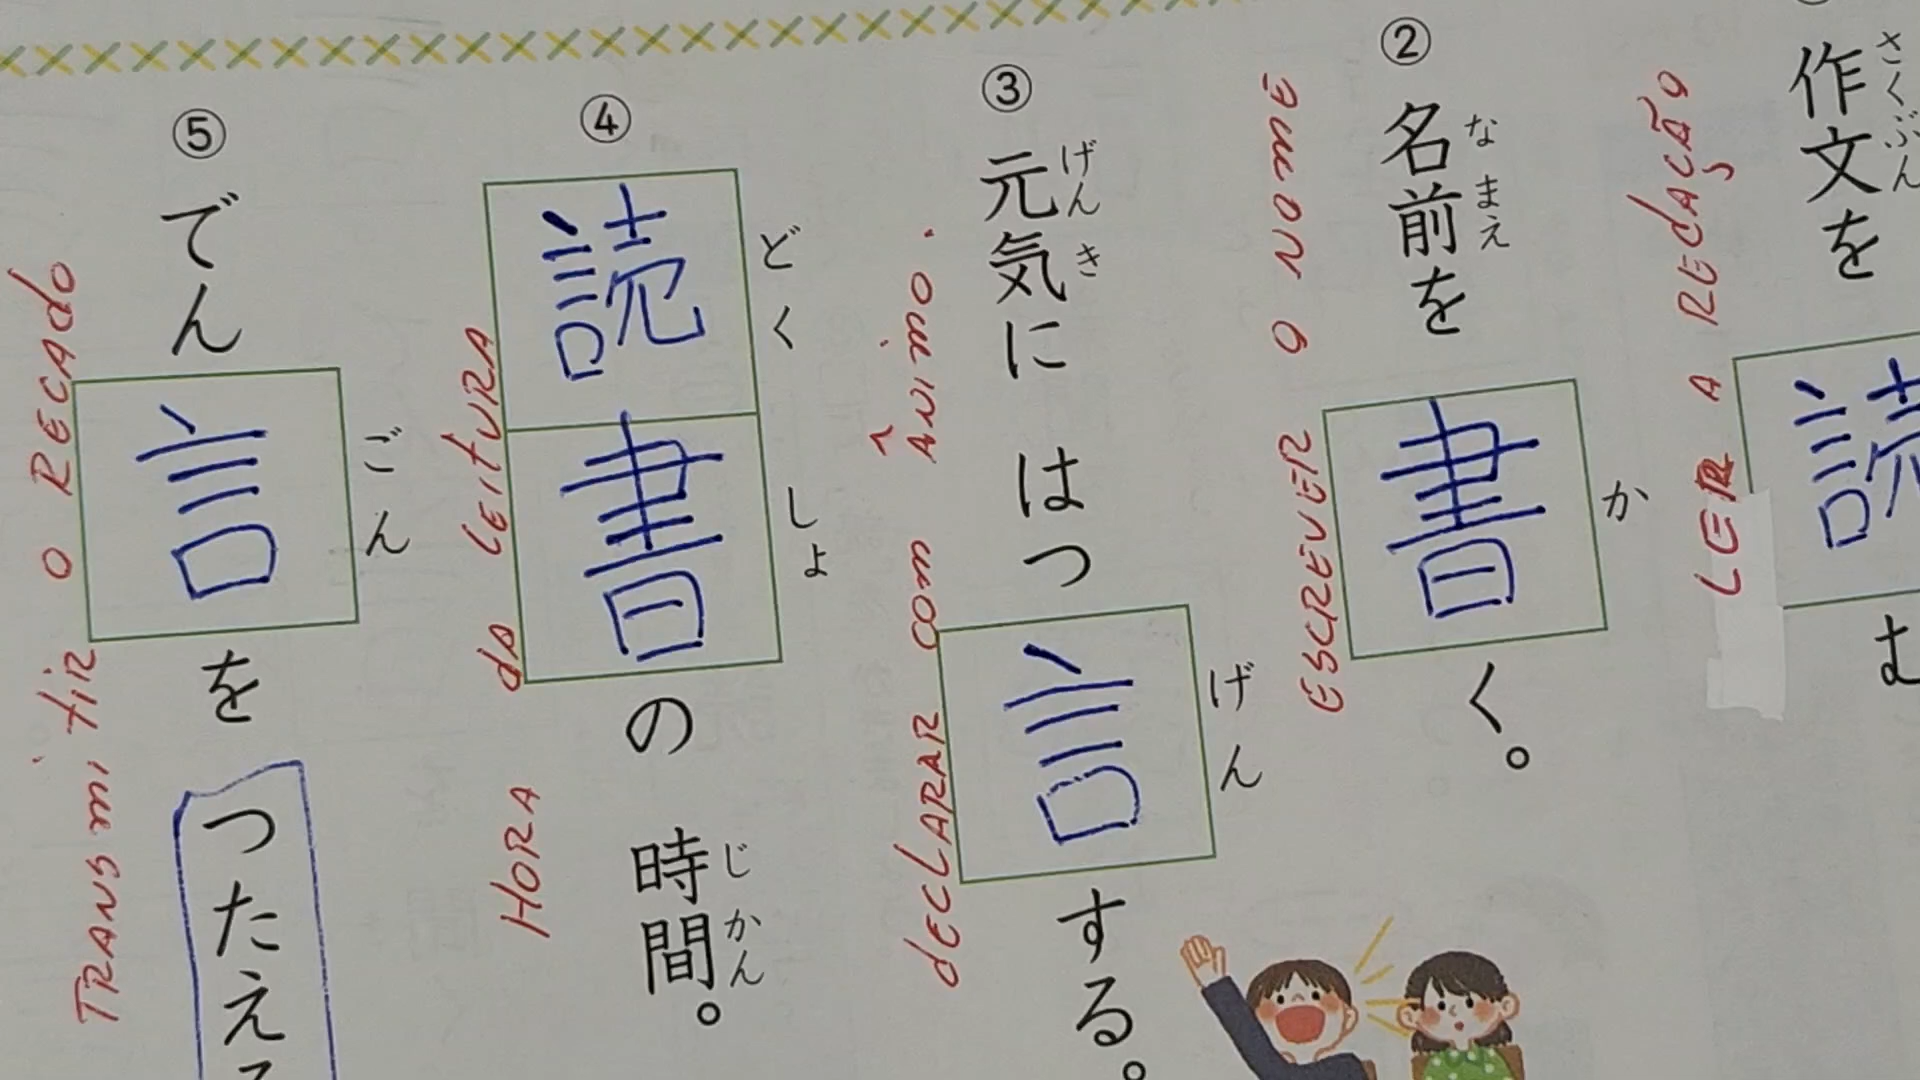 作文を
さくぶん
読
む
LER A REDAÇÃO
②
名前を
なまえ
書
か
く。
ESCREVER O NOME
③
元気に はつ
げんき
言
げん
する。
DECLARAR COM ÂNIMO.
④
読書
どくしょ
の 時間。
じかん
HORA DA LEITURA
⑤
でん
言
ごん
を つたえ
TRANSMITIR O RECADO